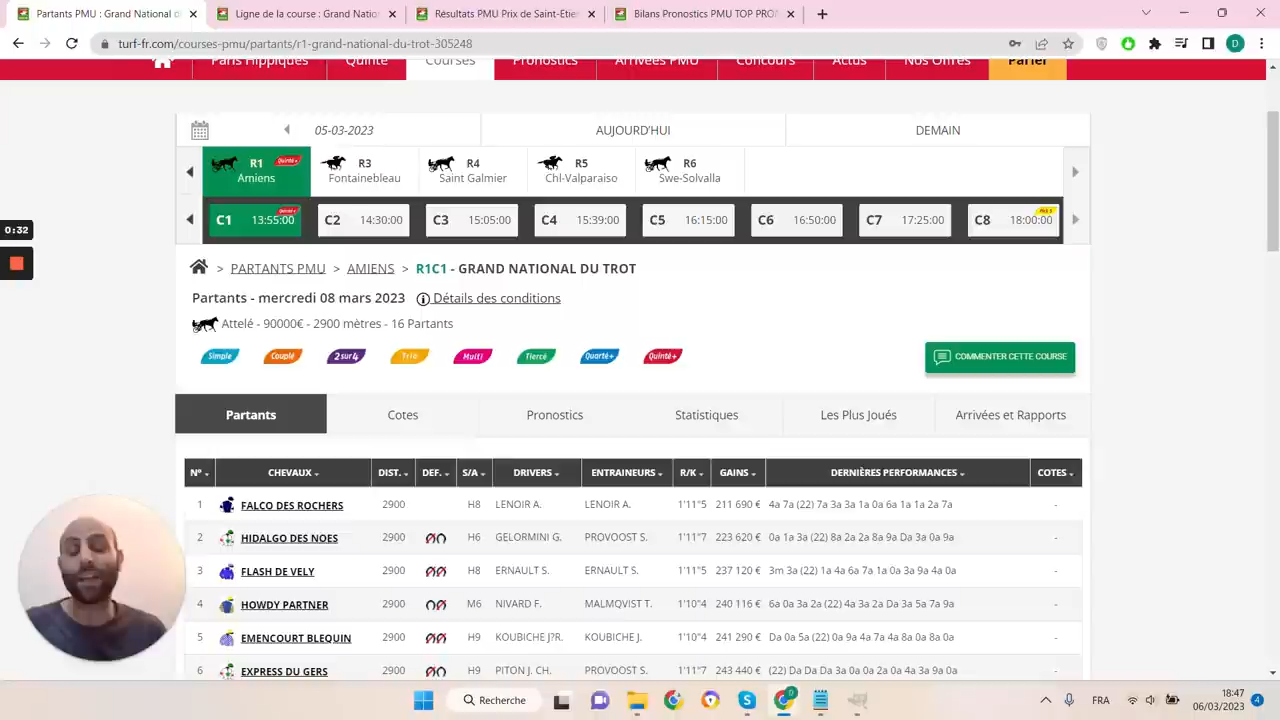 Partants PMU : Grand National d
Ligne de la course : Grand Natio
Résultats PMU Prix de Saint-Etie
Bilans Pronostics PMU TOP PRO
turf-fr.com/courses-pmu/partants/r1-grand-national-du-trot-305248
Paris Hippiques Quinté Courses Pronostics Arrivées PMU Concours Actus Nos Offres Parier
05-03-2023 AUJOURD'HUI DEMAIN
R1 Quinté+ R3 R4 R5 R6
Amiens Fontainebleau Saint Galmier Chl-Valparaiso Swe-Solvalla
C1 13:55:00 C2 14:30:00 C3 15:05:00 C4 15:39:00 C5 16:15:00 C6 16:50:00 C7 17:25:00 C8 18:00:00
0:32
> PARTANTS PMU > AMIENS > R1C1 - GRAND NATIONAL DU TROT
Partants - mercredi 08 mars 2023 Détails des conditions
Attelé - 90000€ - 2900 mètres - 16 Partants
Simple Couplé 2sur4 Trio Multi Tiercé Quarté+ Quinté+
COMMENTER CETTE COURSE
Partants Cotes Pronostics Statistiques Les Plus Joués Arrivées et Rapports
N° CHEVAUX DIST. DEF. S/A DRIVERS ENTRAINEURS R/K GAINS DERNIÈRES PERFORMANCES COTES
1 FALCO DES ROCHERS 2900 H8 LENOIR A. LENOIR A. 1'11"5 211 690 € 4a 7a (22) 7a 3a 3a 1a 0a 6a 1a 1a 2a 7a -
2 HIDALGO DES NOES 2900 H6 GELORMINI G. PROVOOST S. 1'11"7 223 620 € 0a 1a 3a (22) 8a 2a 2a 8a 9a Da 3a 0a 9a -
3 FLASH DE VELY 2900 H8 ERNAULT S. ERNAULT S. 1'11"5 237 120 € 3m 3a (22) 1a 4a 6a 7a 1a 0a 3a 9a 4a 0a -
4 HOWDY PARTNER 2900 M6 NIVARD F. MALMQVIST T. 1'10"4 240 116 € 6a 0a 3a 2a (22) 4a 3a 2a Da 3a 5a 7a 9a -
5 EMENCOURT BLEQUIN 2900 H9 KOUBICHE J?R. KOUBICHE J. 1'10"4 241 290 € Da 0a 5a (22) 0a 9a 4a 7a 4a 8a 0a 8a 0a -
6 EXPRESS DU GERS 2900 H9 PITON J. CH. PROVOOST S. 1'11"7 243 440 € (22) Da Da Da 3a 0a 0a 2a 0a 4a 3a 9a 0a -
Recherche
FRA
18:47
06/03/2023
4